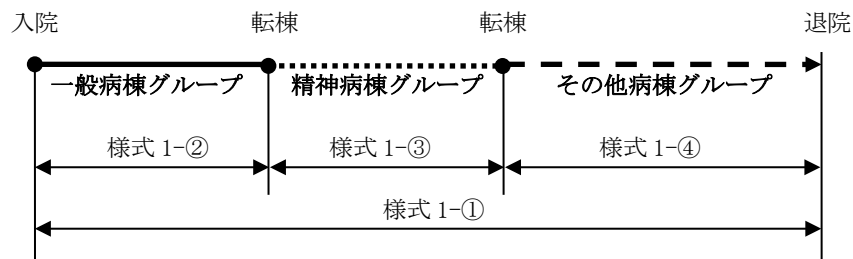 入院 転棟 転棟 退院
一般病棟グループ 精神病棟グループ その他病棟グループ
様式 1-② 様式 1-③ 様式 1-④
様式 1-①